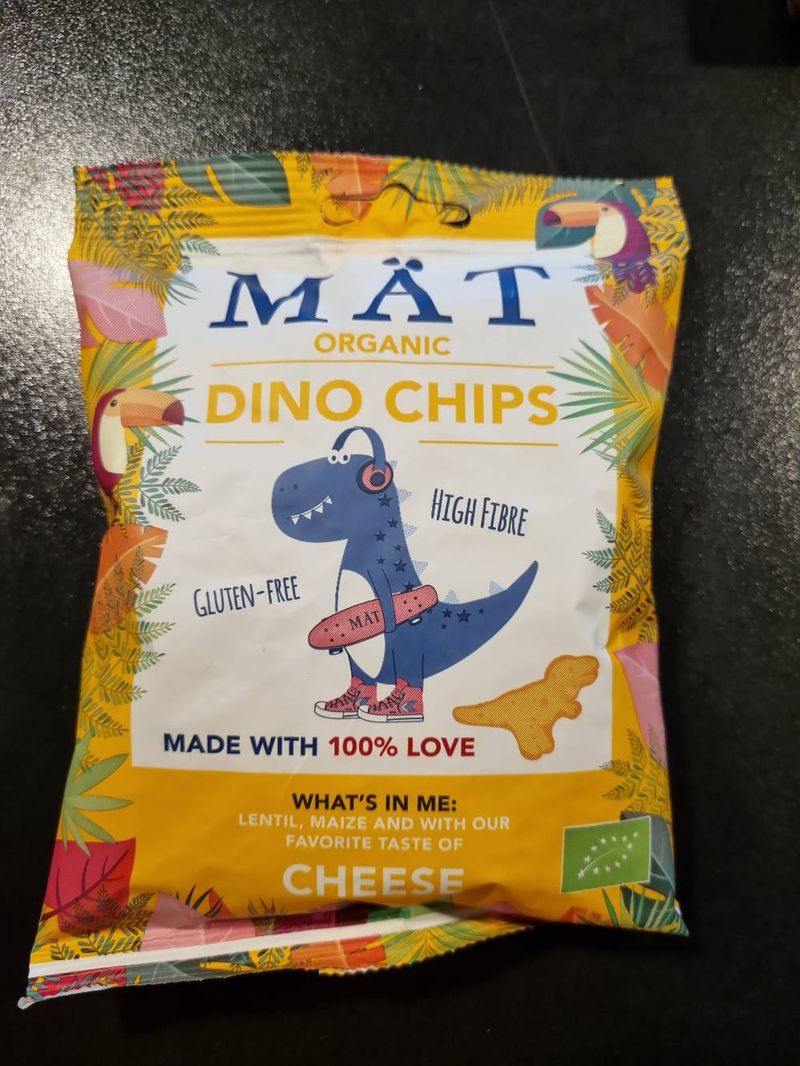 MÄT
ORGANIC
DINO CHIPS
HIGH FIBRE
GLUTEN-FREE
MÄT
MADE WITH 100% LOVE
WHAT'S IN ME:
LENTIL, MAIZE AND WITH OUR
FAVORITE TASTE OF
CHEESE